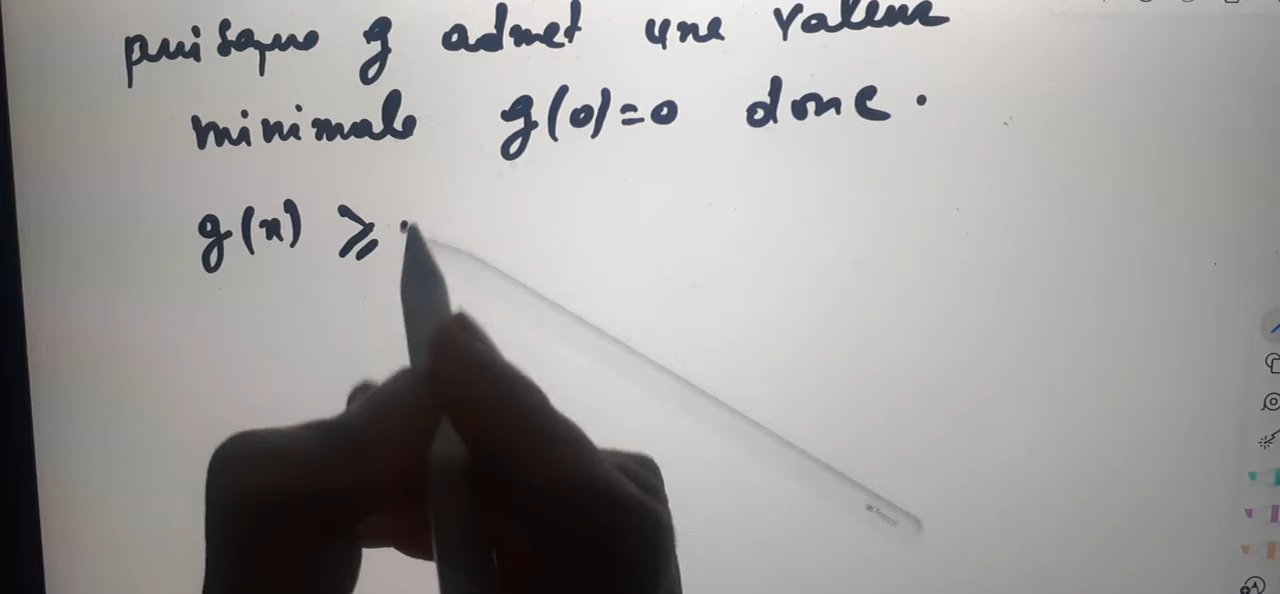 puisque g admet une valeur
minimale g(0)=0 donc.
g(x) ⩾